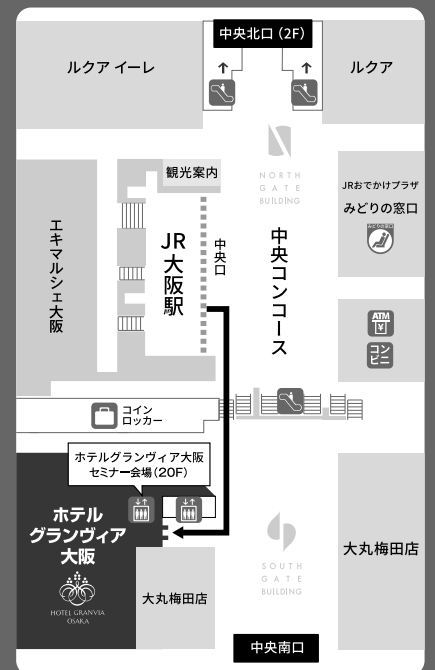 中央北口（2F）
ルクア イーレ
ルクア
観光案内
NORTH
GATE
BUILDING
JRおでかけプラザ
みどりの窓口
みどりの窓口
エキマルシェ大阪
JR
大阪駅
中央口
中央コンコース
ATM
¥
コン
ビニ
コイン
ロッカー
ホテルグランヴィア大阪
セミナー会場（20F）
ホテル
グランヴィア
大阪
HOTEL GRANVIA
OSAKA
大丸梅田店
SOUTH
GATE
BUILDING
大丸梅田店
中央南口